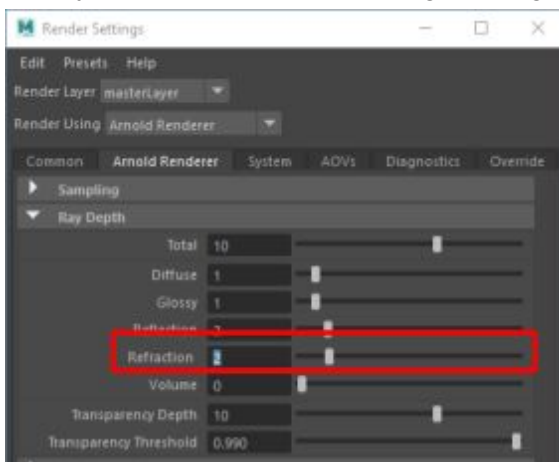 Render Settings
Edit Presets Help
Render Layer masterLayer
Render Using Arnold Renderer
Common Arnold Renderer System AOVs Diagnostics Override
Sampling
Ray Depth
Total 10
Diffuse 1
Glossy 1
Reflection 2
Refraction 2
Volume 0
Transparency Depth 10
Transparency Threshold 0.990